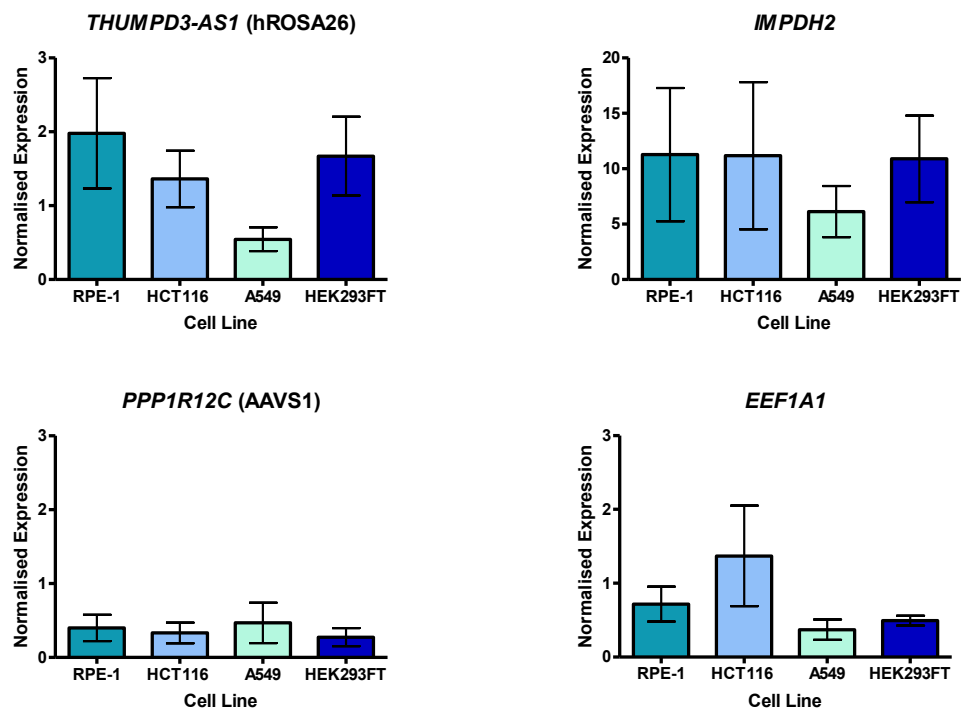 THUMPD3-AS1 (hROSA26)
Normalised Expression
3
2
1
0
RPE-1 HCT116 A549 HEK293FT
Cell Line
IMPDH2
Normalised Expression
20
15
10
5
0
RPE-1 HCT116 A549 HEK293FT
Cell Line
PPP1R12C (AAVS1)
Normalised Expression
3
2
1
0
RPE-1 HCT116 A549 HEK293FT
Cell Line
EEF1A1
Normalised Expression
3
2
1
0
RPE-1 HCT116 A549 HEK293FT
Cell Line